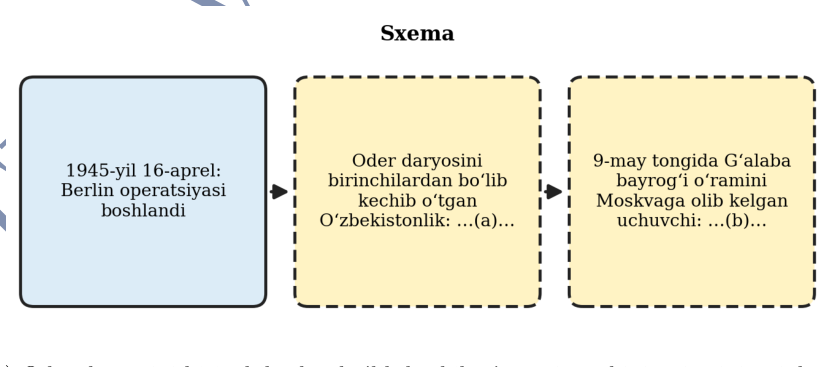 Sxema
1945-yil 16-aprel:
Berlin operatsiyasi
boshlandi
Oder daryosini
birinchilardan bo‘lib
kechib o‘tgan
O‘zbekistonlik: ...(a)...
9-may tongida G‘alaba
bayrog‘i o‘ramini
Moskvaga olib kelgan
uchuvchi: ...(b)...